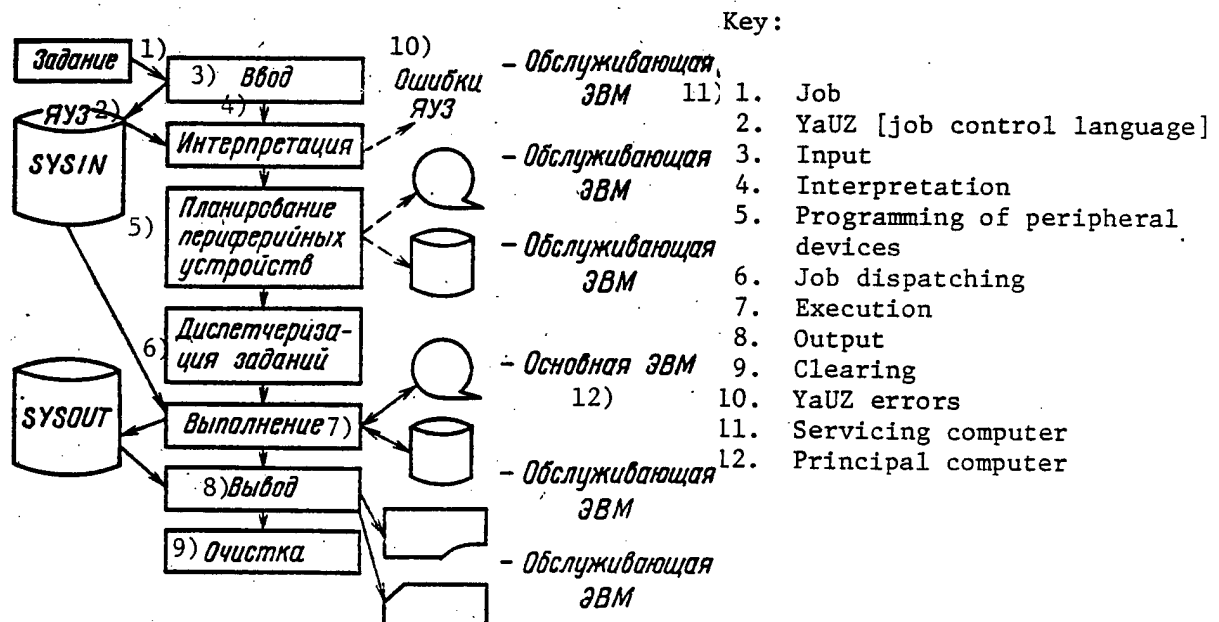 Key:
Задание
1)
3) Ввод
10)
Ошибки
ЯУЗ
- Обслуживающая
ЭВМ
11)
ЯУЗ
2)
4)
SYSIN
Интерпретация
- Обслуживающая
ЭВМ
5)
Планирование
периферийных
устройств
- Обслуживающая
ЭВМ
6)
Диспетчериза-
ция заданий
- Основная ЭВМ
12)
SYSOUT
Выполнение 7)
8) Вывод
- Обслуживающая
ЭВМ
9) Очистка
- Обслуживающая
ЭВМ
1. Job
2. YaUZ [job control language]
3. Input
4. Interpretation
5. Programming of peripheral
devices
6. Job dispatching
7. Execution
8. Output
9. Clearing
10. YaUZ errors
11. Servicing computer
12. Principal computer